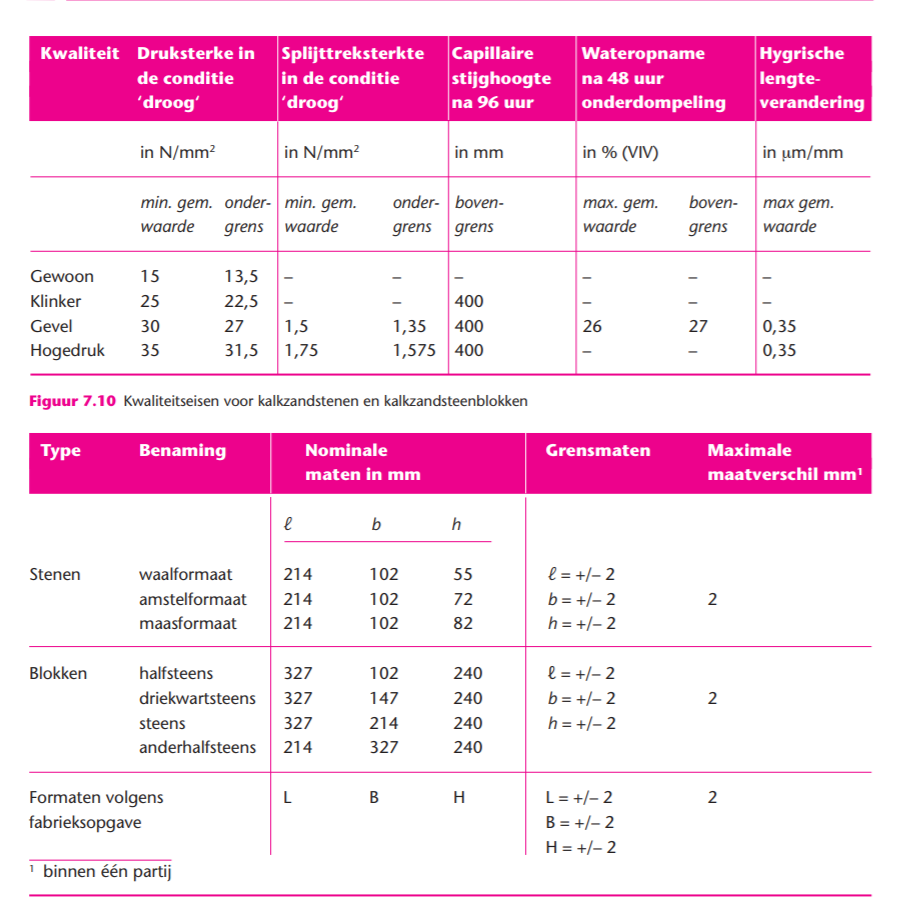 Kwaliteit Druksterke in Splijttreksterkte Capillaire Wateropname Hygrische
de conditie in de conditie stijghoogte na 48 uur lengte-
‘droog‘ ‘droog‘ na 96 uur onderdompeling verandering
in N/mm² in N/mm² in mm in % (VIV) in μm/mm
min. gem. onder- min. gem. onder- boven- max. gem. boven- max gem.
waarde grens waarde grens grens waarde grens waarde
Gewoon 15 13,5 – – – – – –
Klinker 25 22,5 – – 400 – – –
Gevel 30 27 1,5 1,35 400 26 27 0,35
Hogedruk 35 31,5 1,75 1,575 400 – – 0,35
Figuur 7.10 Kwaliteitseisen voor kalkzandstenen en kalkzandsteenblokken
Type Benaming Nominale Grensmaten Maximale
maten in mm maatverschil mm¹
ℓ b h
Stenen waalformaat 214 102 55 ℓ = +/– 2
amstelformaat 214 102 72 b = +/– 2 2
maasformaat 214 102 82 h = +/– 2
Blokken halfsteens 327 102 240 ℓ = +/– 2
driekwartsteens 327 147 240 b = +/– 2 2
steens 327 214 240 h = +/– 2
anderhalfsteens 214 327 240
Formaten volgens L B H L = +/– 2 2
fabrieksopgave B = +/– 2
H = +/– 2
¹ binnen één partij